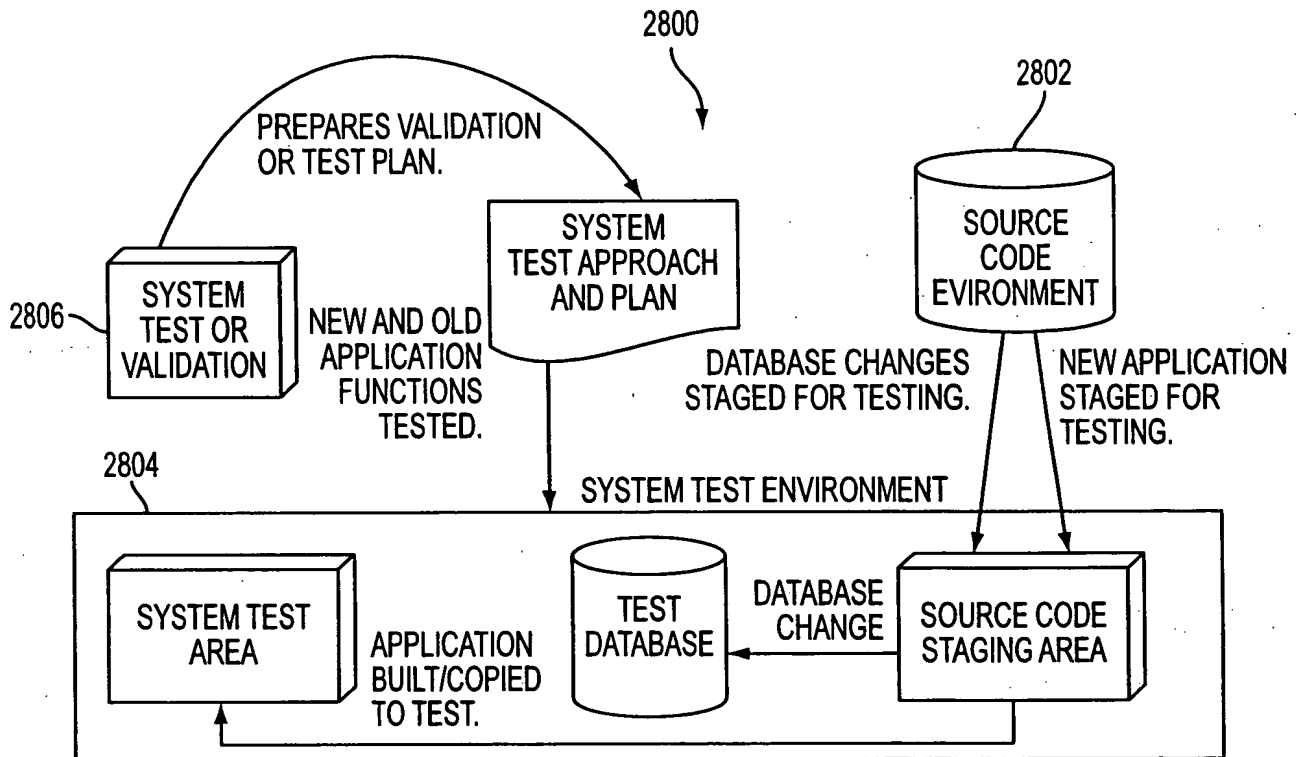 2800
2802
PREPARES VALIDATION
OR TEST PLAN.
SYSTEM
TEST APPROACH
AND PLAN
SOURCE
CODE
EVIRONMENT
2806
SYSTEM
TEST OR
VALIDATION
NEW AND OLD
APPLICATION
FUNCTIONS
TESTED.
DATABASE CHANGES
STAGED FOR TESTING.
NEW APPLICATION
STAGED FOR
TESTING.
2804
SYSTEM TEST ENVIRONMENT
SYSTEM TEST
AREA
APPLICATION
BUILT/COPIED
TO TEST.
TEST
DATABASE
DATABASE
CHANGE
SOURCE CODE
STAGING AREA